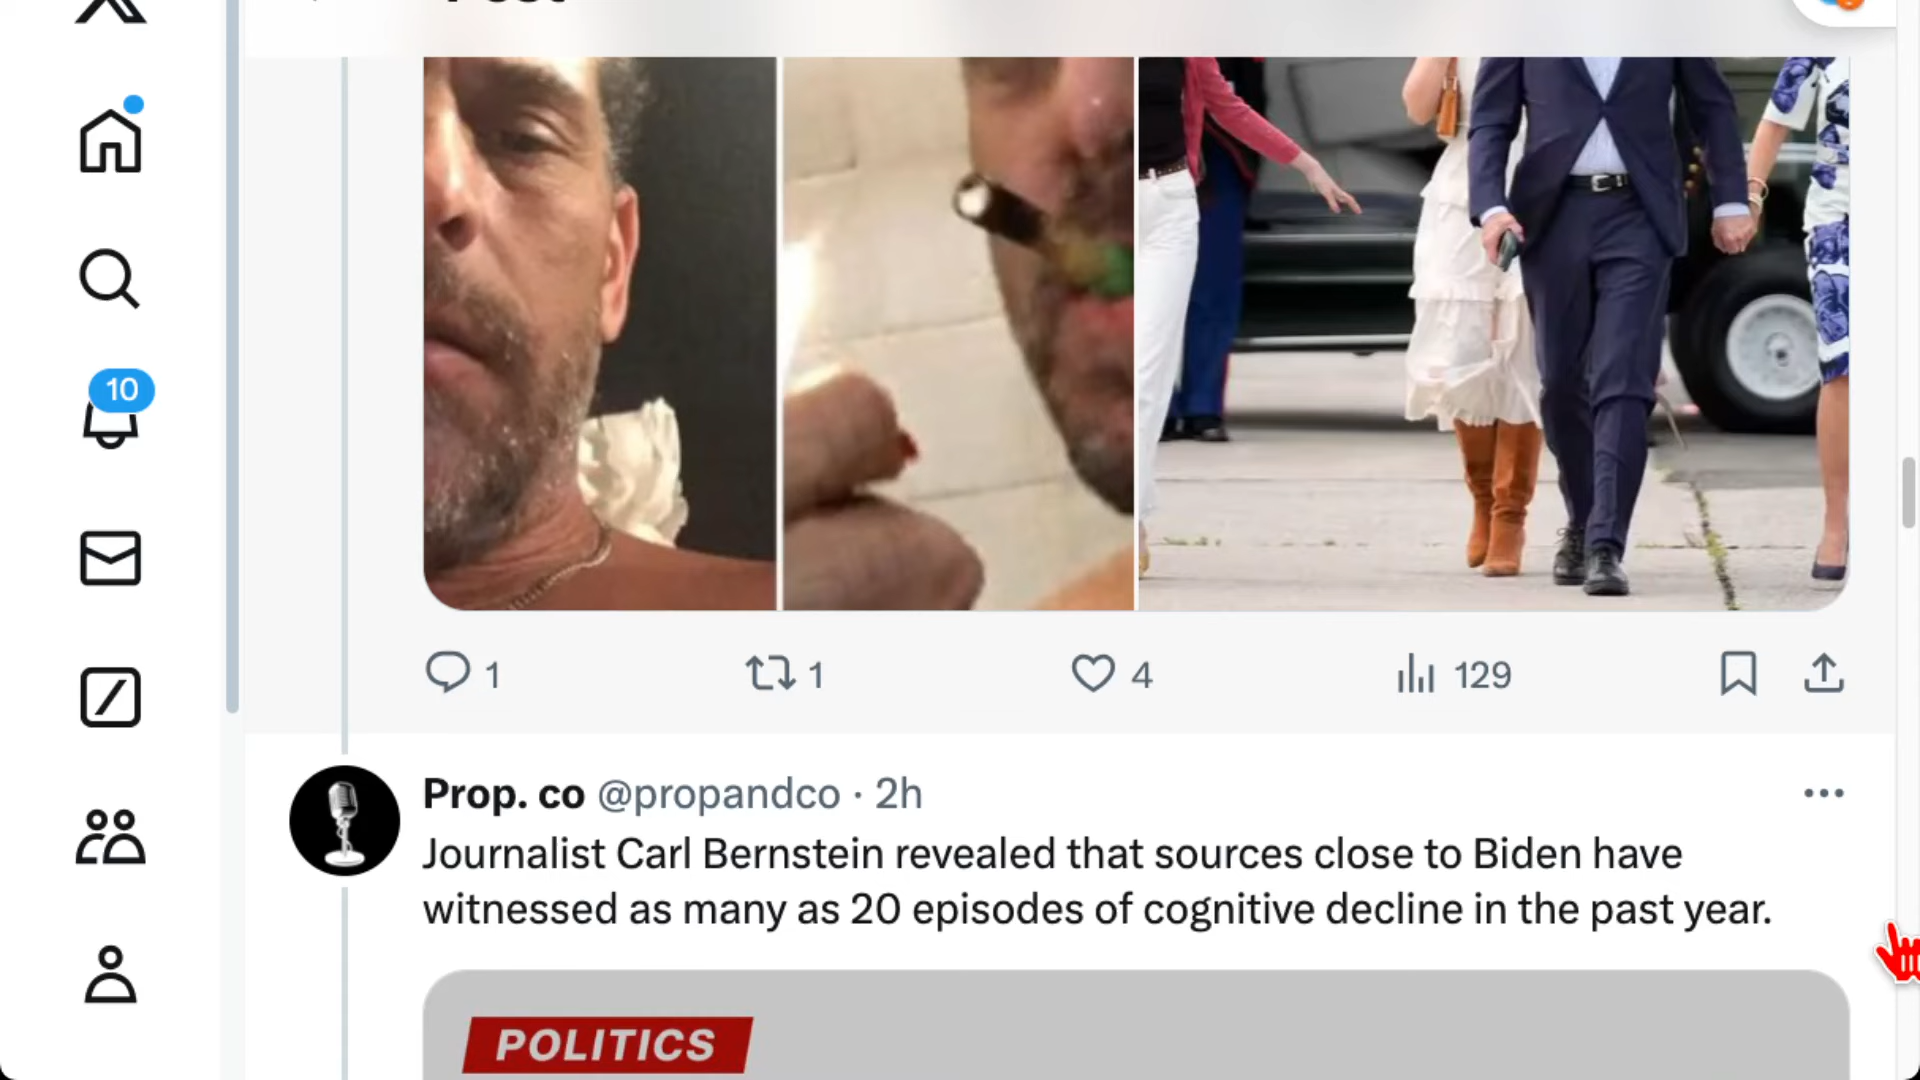 10
1
1
4
129
Prop. co @propandco · 2h
Journalist Carl Bernstein revealed that sources close to Biden have
witnessed as many as 20 episodes of cognitive decline in the past year.
POLITICS